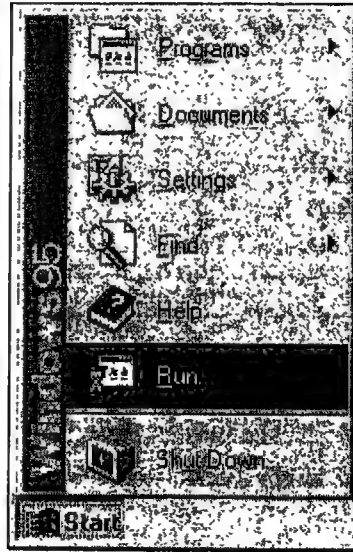 Programs
Documents
Settings
Find
Help
Run...
Shut Down...
Windows 95
Start